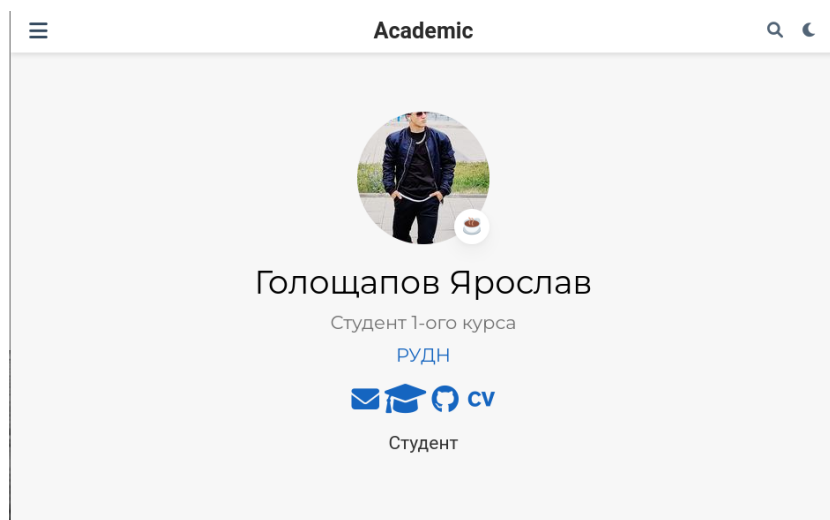 Academic
Голощапов Ярослав
Студент 1-ого курса
РУДН
CV
Студент